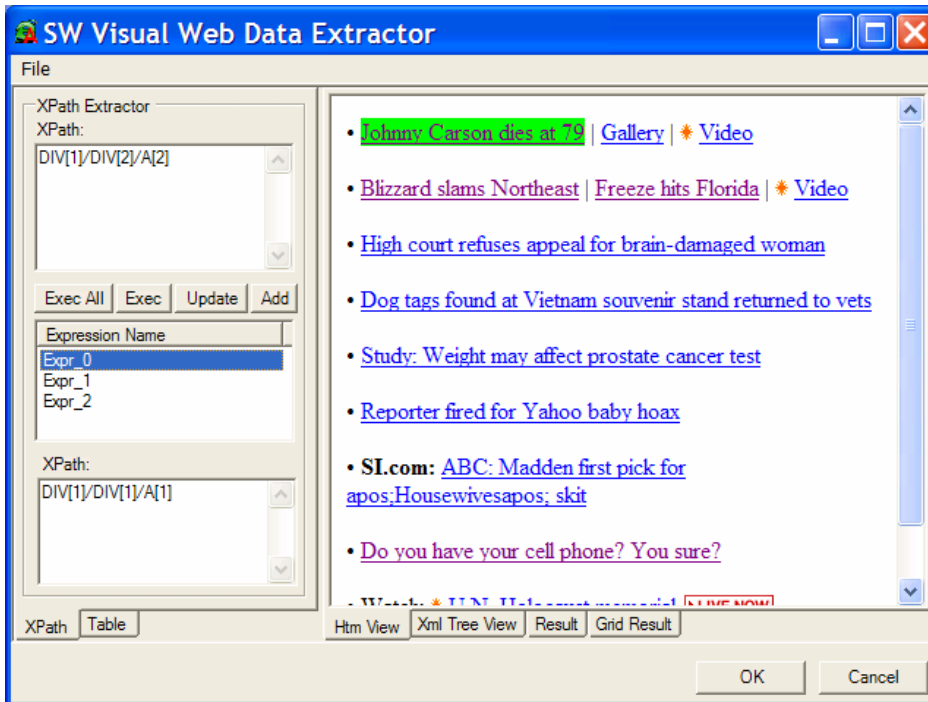 SW Visual Web Data Extractor
File
XPath Extractor
XPath:
DIV[1]/DIV[2]/A[2]
Exec All Exec Update Add
Expression Name
Expr_0
Expr_1
Expr_2
XPath:
DIV[1]/DIV[1]/A[1]
XPath Table
• Johnny Carson dies at 79 | Gallery | Video
• Blizzard slams Northeast | Freeze hits Florida | Video
• High court refuses appeal for brain-damaged woman
• Dog tags found at Vietnam souvenir stand returned to vets
• Study: Weight may affect prostate cancer test
• Reporter fired for Yahoo baby hoax
• SI.com: ABC: Madden first pick for
apos;Housewivesapos; skit
• Do you have your cell phone? You sure?
• Watch: U.N. Holocaust memorial LIVE NOW
Htm View Xml Tree View Result Grid Result
OK Cancel